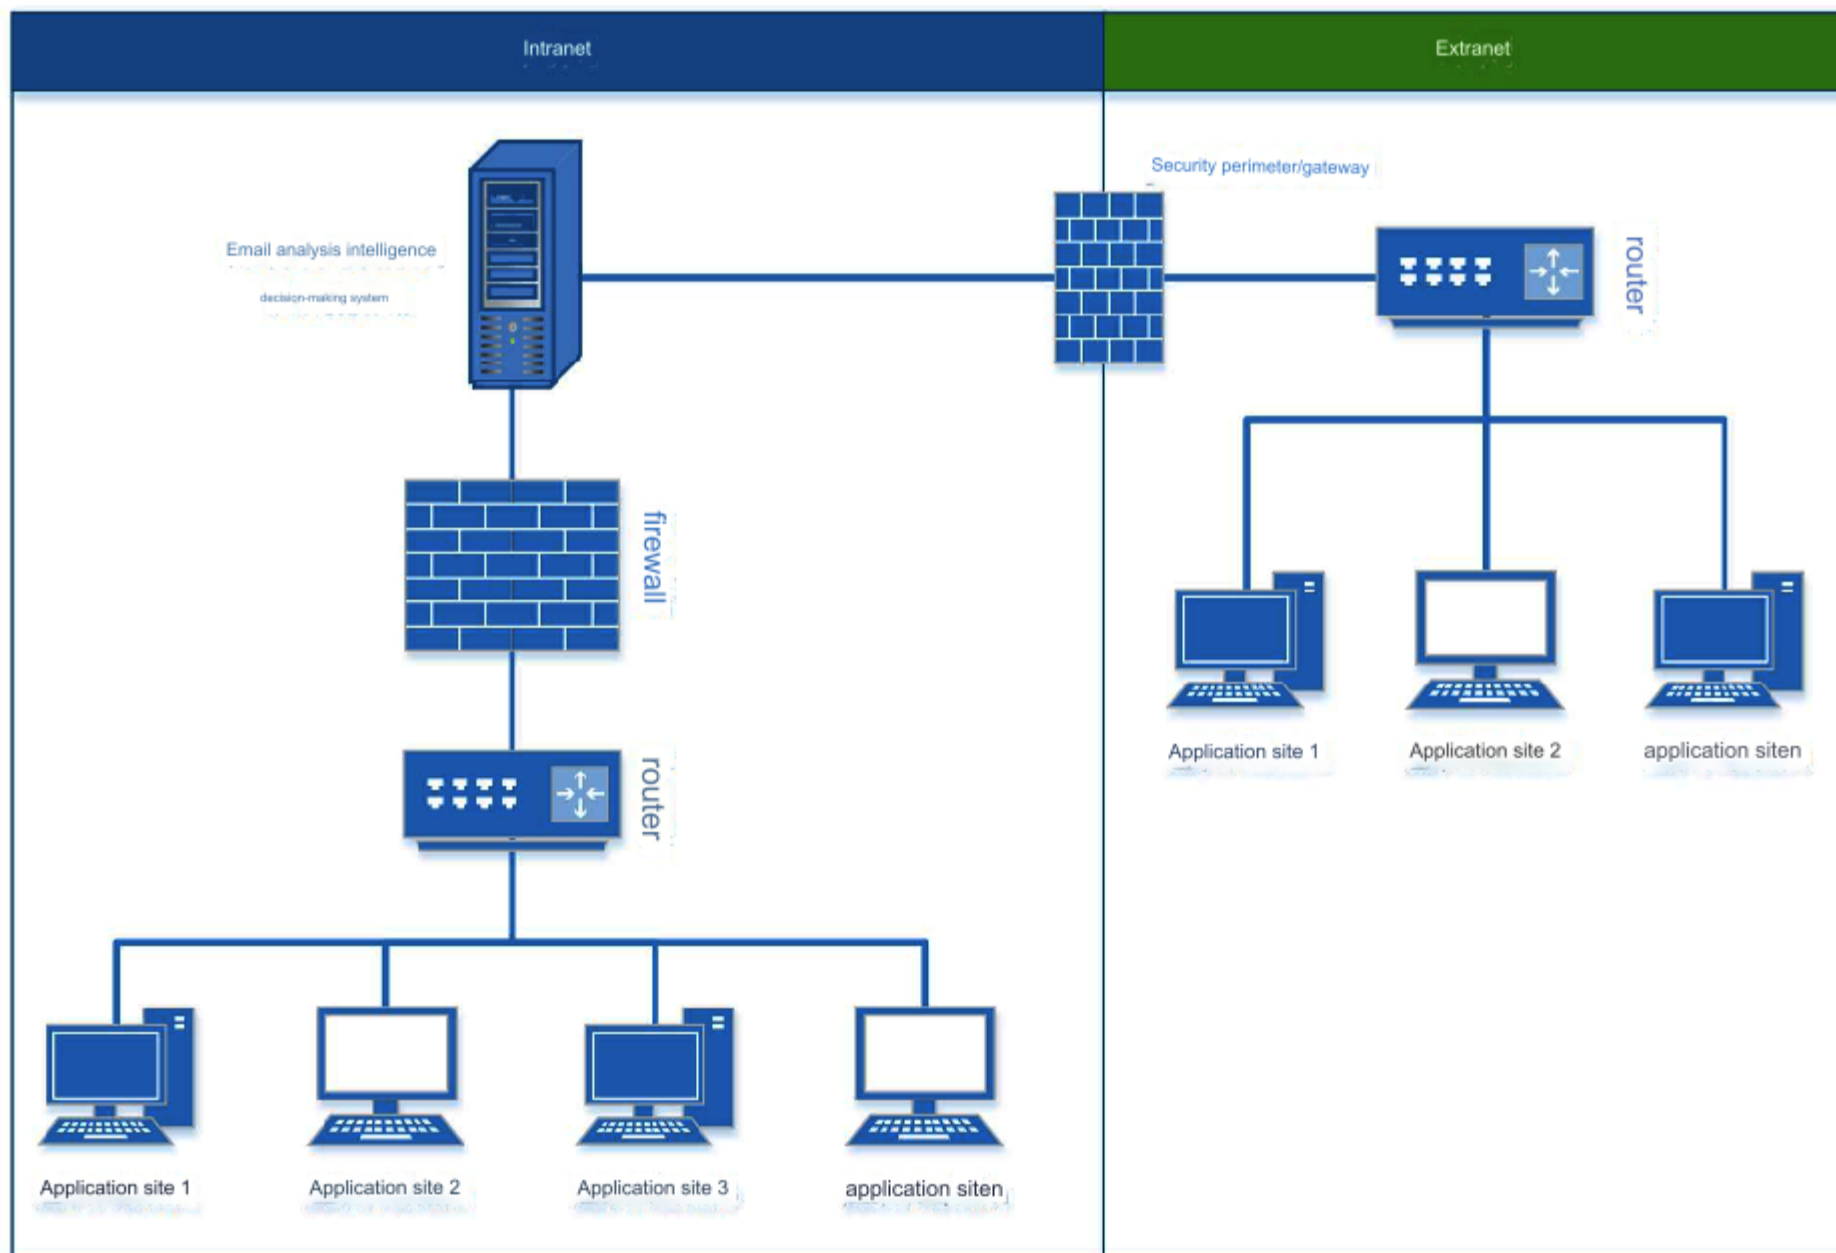 Intranet
Extranet
Security perimeter/gateway
Email analysis intelligence
decision-making system
router
firewall
router
Application site 1
Application site 2
application siten
Application site 1
Application site 2
Application site 3
application siten